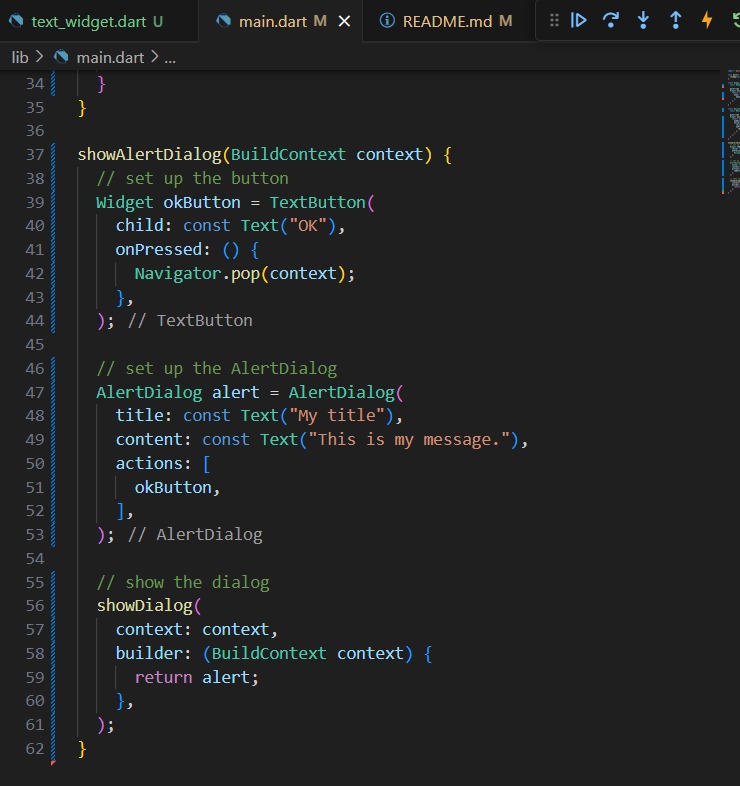 text_widget.dart U
main.dart M
README.md M
lib > main.dart > ...
34 }
35 }
36
37 showAlertDialog(BuildContext context) {
38 // set up the button
39 Widget okButton = TextButton(
40 child: const Text("OK"),
41 onPressed: () {
42 Navigator.pop(context);
43 },
44 ); // TextButton
45
46 // set up the AlertDialog
47 AlertDialog alert = AlertDialog(
48 title: const Text("My title"),
49 content: const Text("This is my message."),
50 actions: [
51 okButton,
52 ],
53 ); // AlertDialog
54
55 // show the dialog
56 showDialog(
57 context: context,
58 builder: (BuildContext context) {
59 return alert;
60 },
61 );
62 }